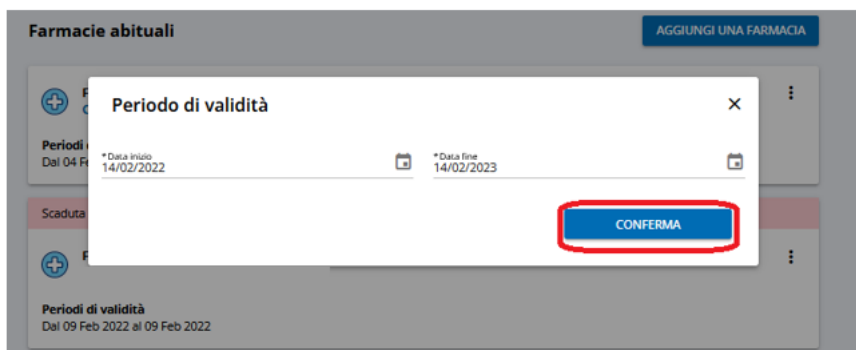 Farmacie abituali
AGGIUNGI UNA FARMACIA
Periodo di validità
Periodi
Dal 04
*Data inizio
14/02/2022
*Data fine
14/02/2023
Scaduta
CONFERMA
Periodi di validità
Dal 09 Feb 2022 al 09 Feb 2022